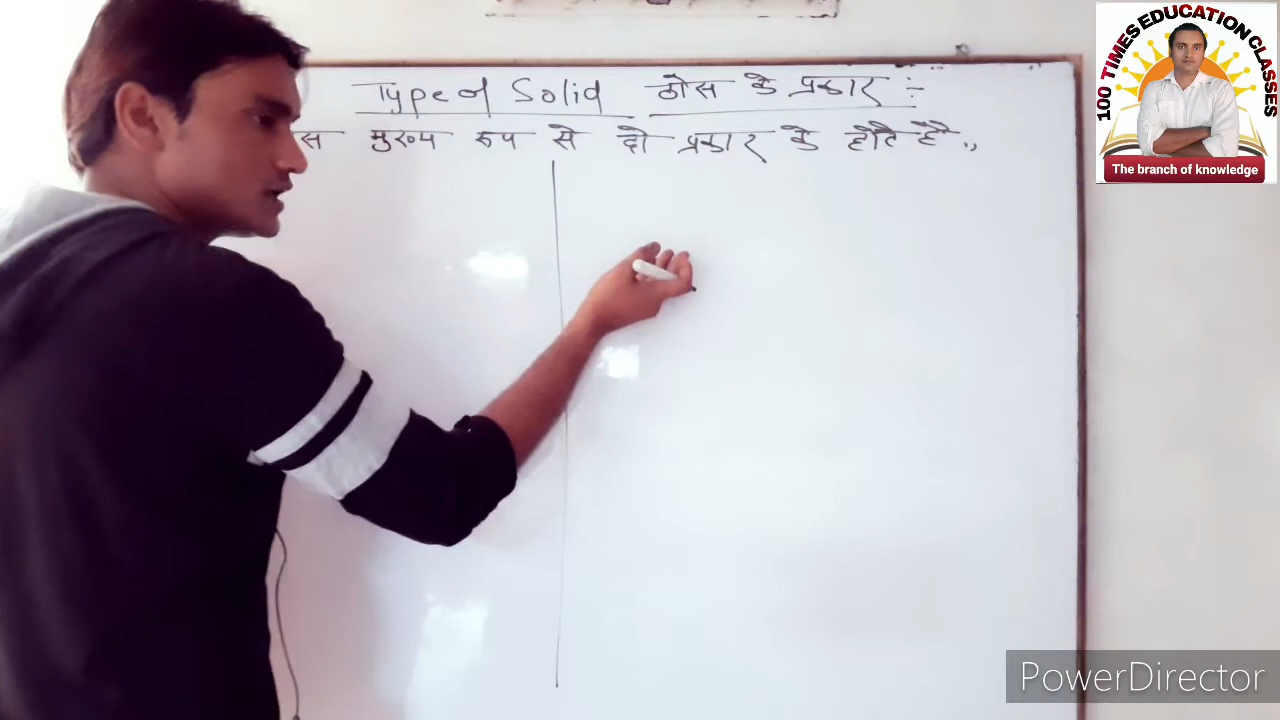 Type of Solid ठोस के प्रकार :-
स मुख्य रूप से दो प्रकार के होते है.,
100 TIMES EDUCATION CLASSES
The branch of knowledge
PowerDirector